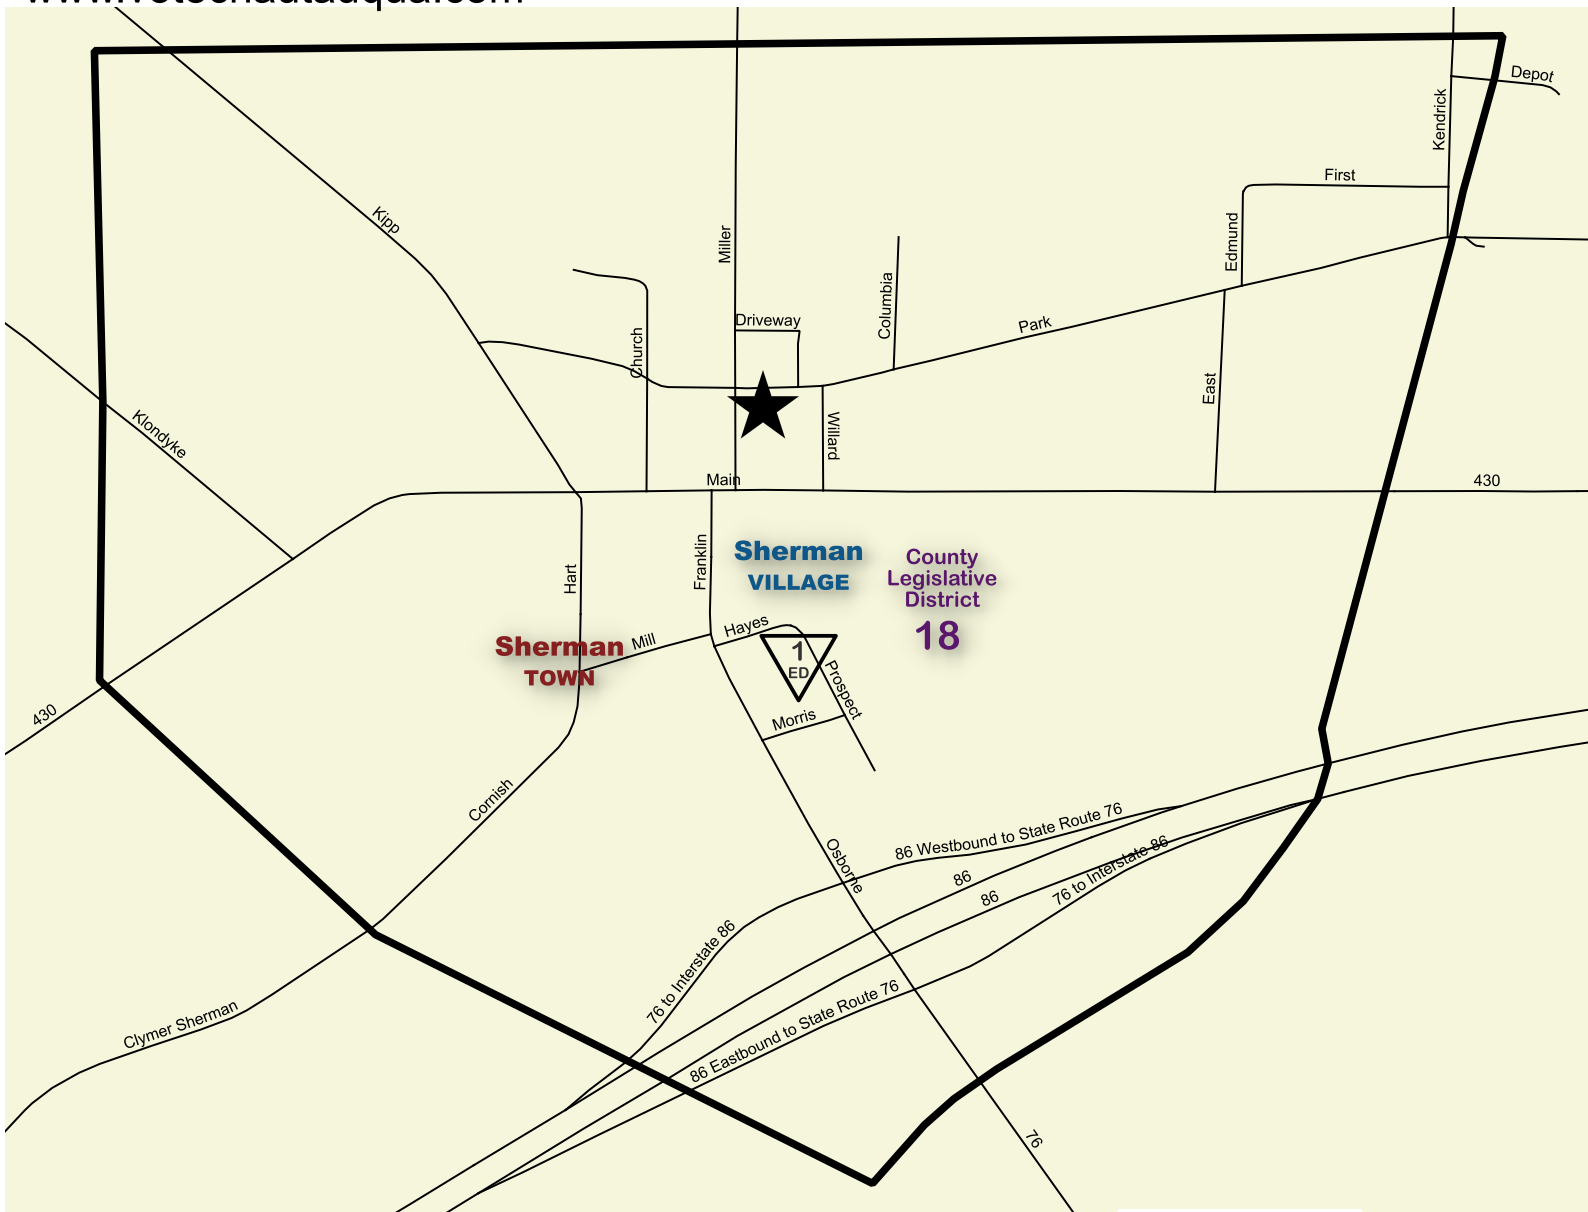 Depot
Kendrick
First
Kipp
Miller
Edmund
Columbia
Driveway
Park
Church
East
Klondyke
Willard
Main
430
Franklin
Hart
Sherman
VILLAGE
County
Legislative
District
18
Hayes
Mill
Sherman
TOWN
1
ED
Prospect
Morris
430
Cornish
86 Westbound to State Route 76
Osborne
86
76 to Interstate 86
86
76 to Interstate 86
86 Eastbound to State Route 76
Clymer Sherman
76